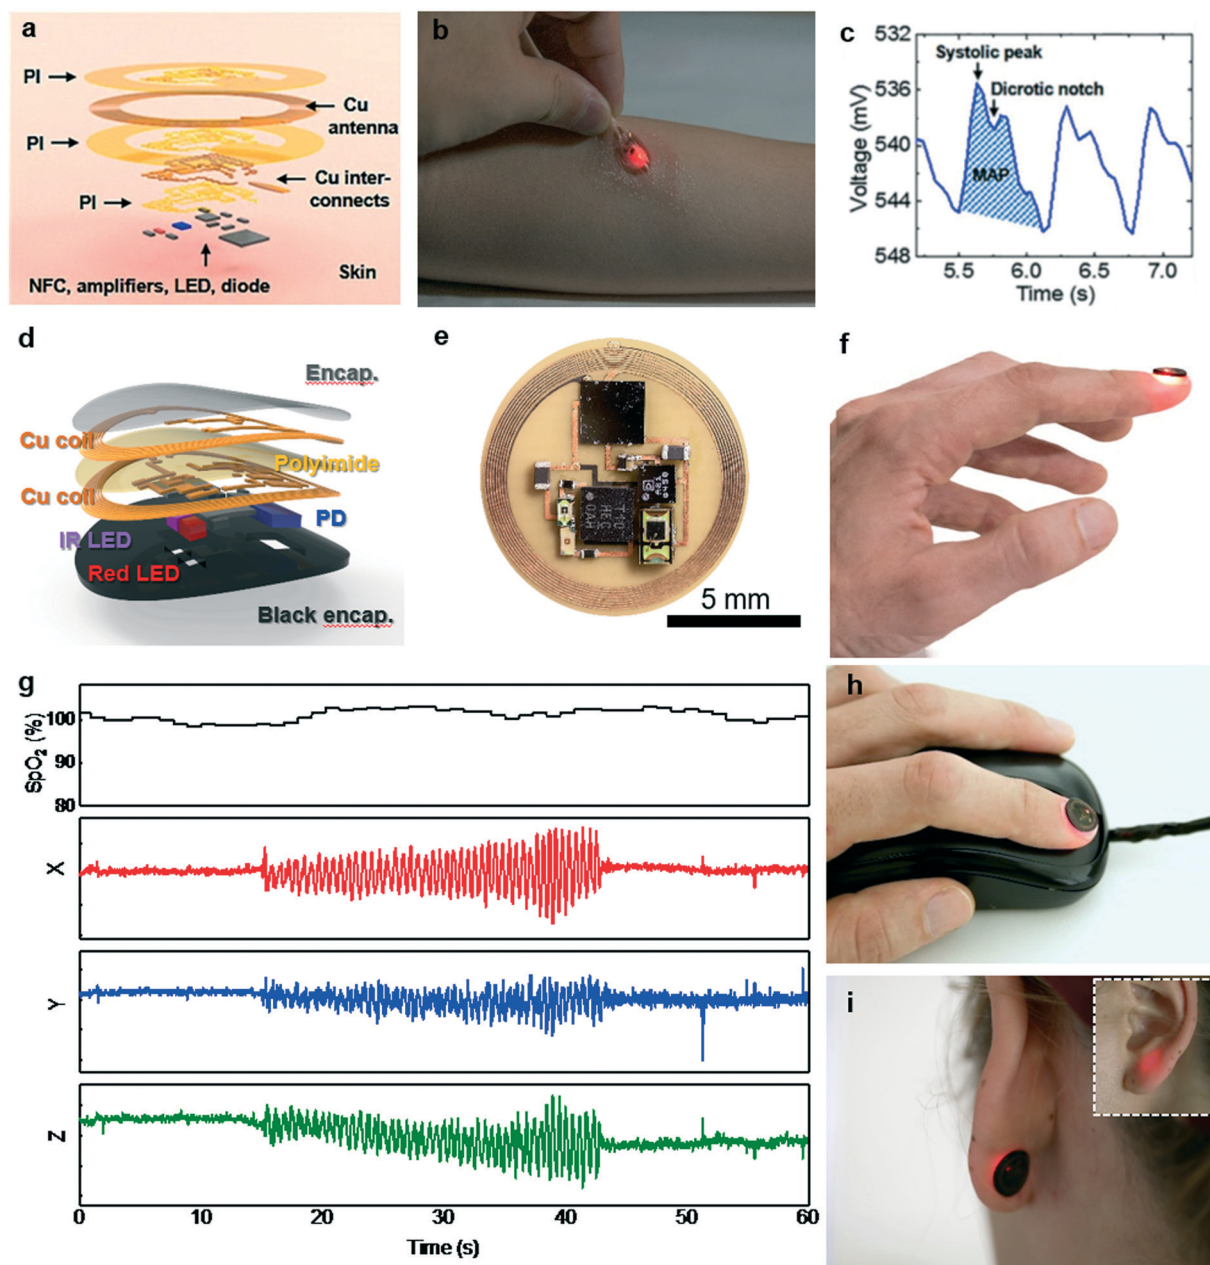 a
PI
Cu
antenna
PI
Cu inter-
connects
PI
NFC, amplifiers, LED, diode
Skin
b
c
532
536
540
544
548
Voltage (mV)
Systolic peak
Dicrotic notch
MAP
5.5
6.0
6.5
7.0
Time (s)
d
Encap.
Cu coil
Polyimide
Cu coil
PD
IR LED
Red LED
Black encap.
e
5 mm
f
g
SpO2 (%)
100
90
80
X
Y
Z
0
10
20
30
40
50
60
Time (s)
h
i